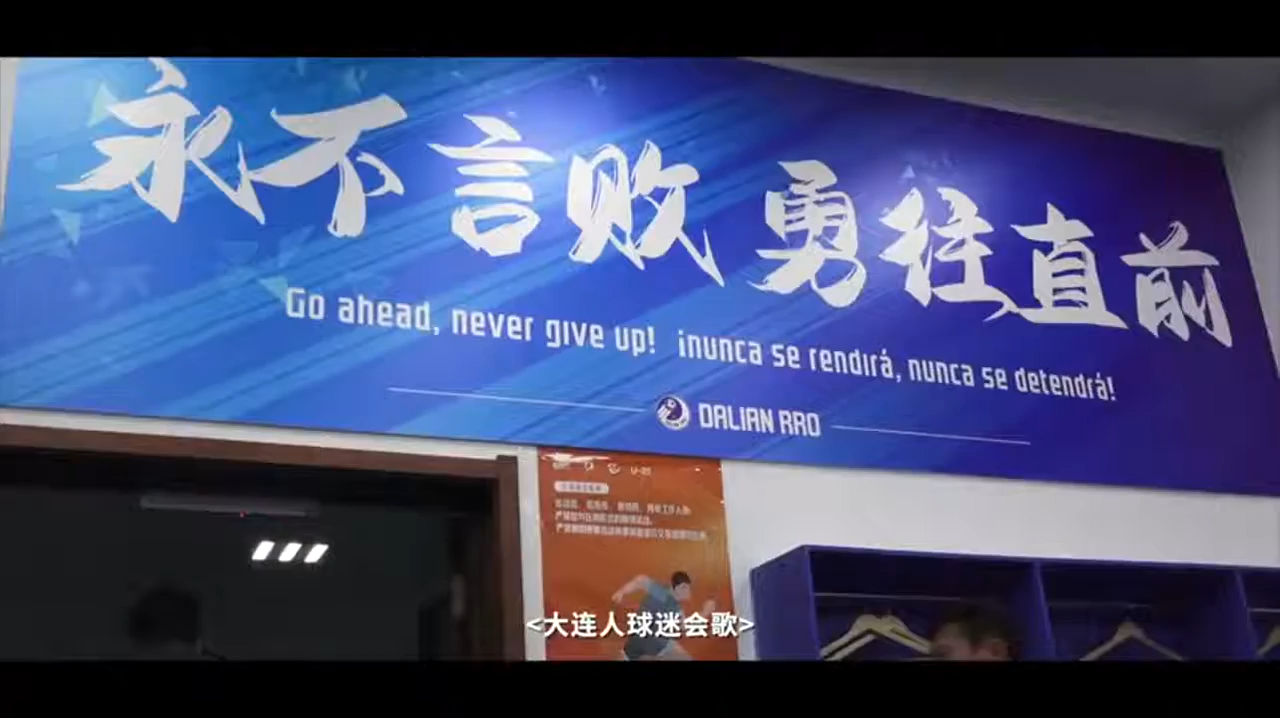 永不言败 勇往直前
Go ahead, never give up! ¡nunca se rendirá, nunca se detendrá!
DALIAN RRO
<大连人球迷会歌>